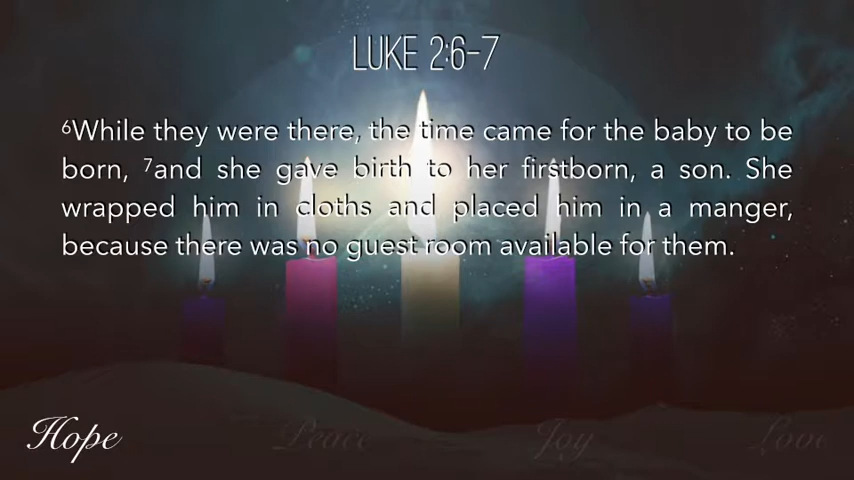 LUKE 2:6-7
⁶While they were there, the time came for the baby to be
born, ⁷and she gave birth to her firstborn, a son. She
wrapped him in cloths and placed him in a manger,
because there was no guest room available for them.
Hope Peace Joy Love